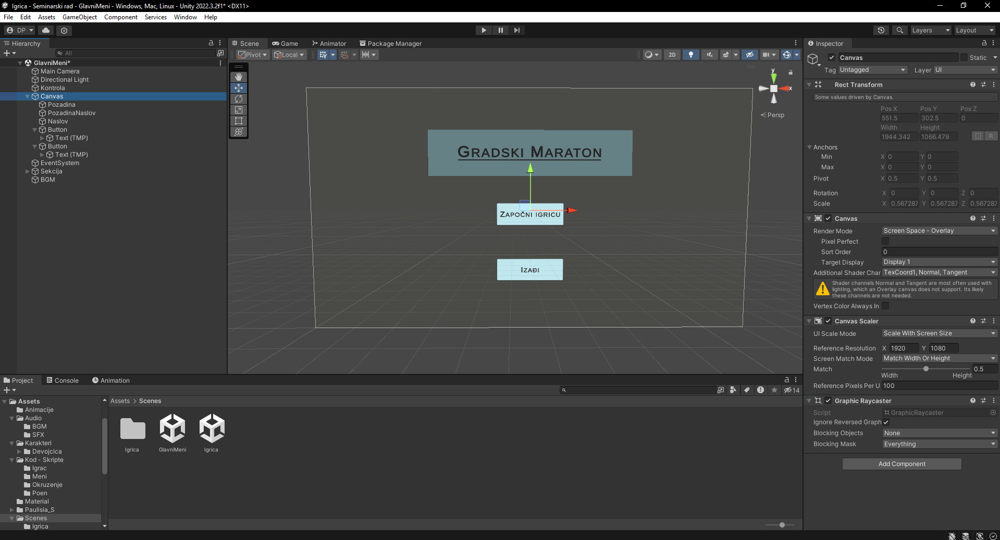 Igrica - Seminarski rad - GlavniMeni - Windows, Mac, Linux - Unity 2022.3.2f1* <DX11>
File Edit Assets GameObject Component Services Window Help
DP
Layers Layout
Hierarchy
All
GlavniMeni*
Main Camera
Directional Light
Kontrola
Canvas
Pozadina
PozadinaNaslov
Naslov
Button
Text (TMP)
Button
Text (TMP)
EventSystem
Sekcija
BGM
Scene Game Animator Package Manager
Pivot Local
2D
y
x
Persp
Gradski Maraton
Započni igricu
Izađi
Inspector
Canvas Static
Tag Untagged Layer UI
Rect Transform
Some values driven by Canvas.
Pos X Pos Y Pos Z
551.5 302.5 0
Width Height
1944.342 1066.479 R
Anchors
Min X 0 Y 0
Max X 0 Y 0
Pivot X 0.5 Y 0.5
Rotation X 0 Y 0 Z 0
Scale X 0.567287 Y 0.567287 Z 0.567287
Canvas
Render Mode Screen Space - Overlay
Pixel Perfect
Sort Order 0
Target Display Display 1
Additional Shader Char TexCoord1, Normal, Tangent
Shader channels Normal and Tangent are most often used with
lighting, which an Overlay canvas does not support. Its likely
these channels are not needed.
Vertex Color Always In
Canvas Scaler
UI Scale Mode Scale With Screen Size
Reference Resolution X 1920 Y 1080
Screen Match Mode Match Width Or Height
Match 0.5
Width Height
Reference Pixels Per U 100
Graphic Raycaster
Script GraphicRaycaster
Ignore Reversed Graph
Blocking Objects None
Blocking Mask Everything
Add Component
Project Console Animation
14
Assets
Animacije
Audio
BGM
SFX
Karakteri
Devojcica
Kod - Skripte
Igrac
Meni
Okruzenje
Poen
Material
Paulisia_S
Scenes
Igrica
Assets > Scenes
Igrica GlavniMeni Igrica